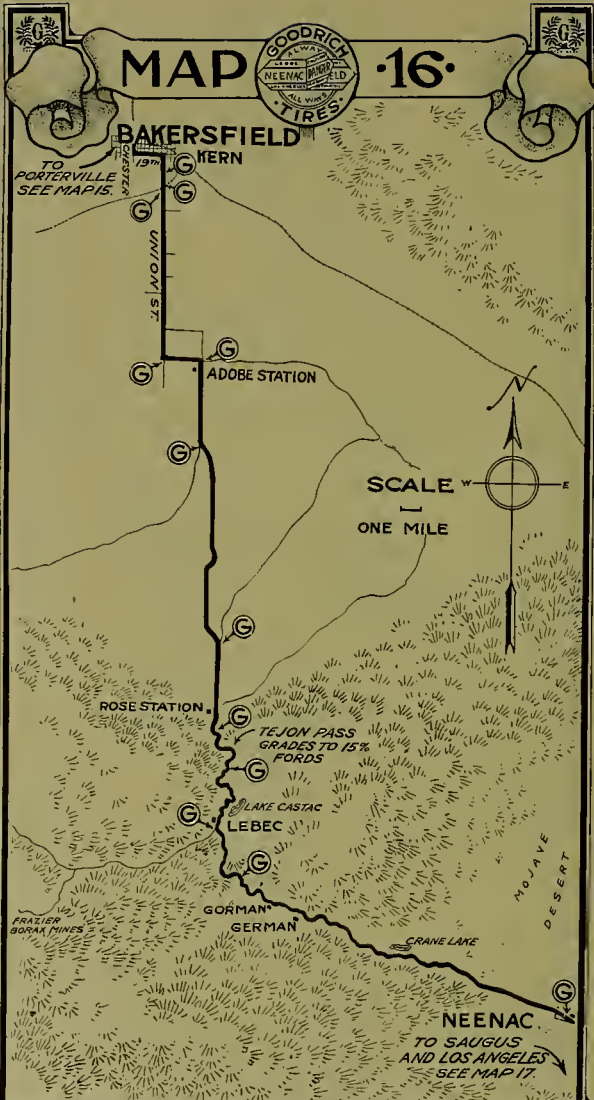 G
G
MAP 16
GOODRICH
ALWAYS
NEENAC DANGER FIELD
ALL WAYS
TIRES
BAKERSFIELD
TO
PORTERVILLE
SEE MAP 15.
CHESTER
19TH
KERN
G
G
G
UNION ST.
G
G
ADOBE STATION
G
N
W
E
SCALE
ONE MILE
G
ROSE STATION
G
TEJON PASS
GRADES TO 15%
FORDS
G
LAKE CASTAC
G
LEBEC
G
GORMAN
GERMAN
FRAZIER
BORAX MINES
CRANE LAKE
MOJAVE
DESERT
G
NEENAC
TO SAUGUS
AND LOS ANGELES
SEE MAP 17.